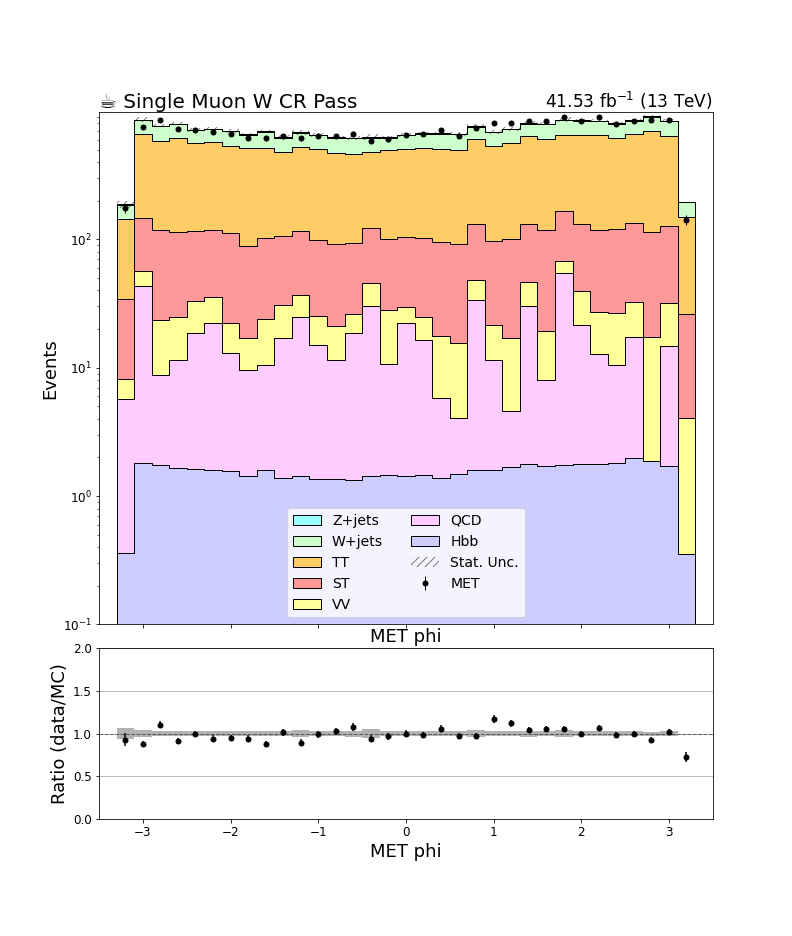 ☕ Single Muon W CR Pass
41.53 fb⁻¹ (13 TeV)
Events
10²
10¹
10⁰
10⁻¹
Z+jets
W+jets
TT
ST
VV
QCD
Hbb
Stat. Unc.
MET
MET phi
Ratio (data/MC)
2.0
1.5
1.0
0.5
0.0
−3 −2 −1 0 1 2 3
MET phi